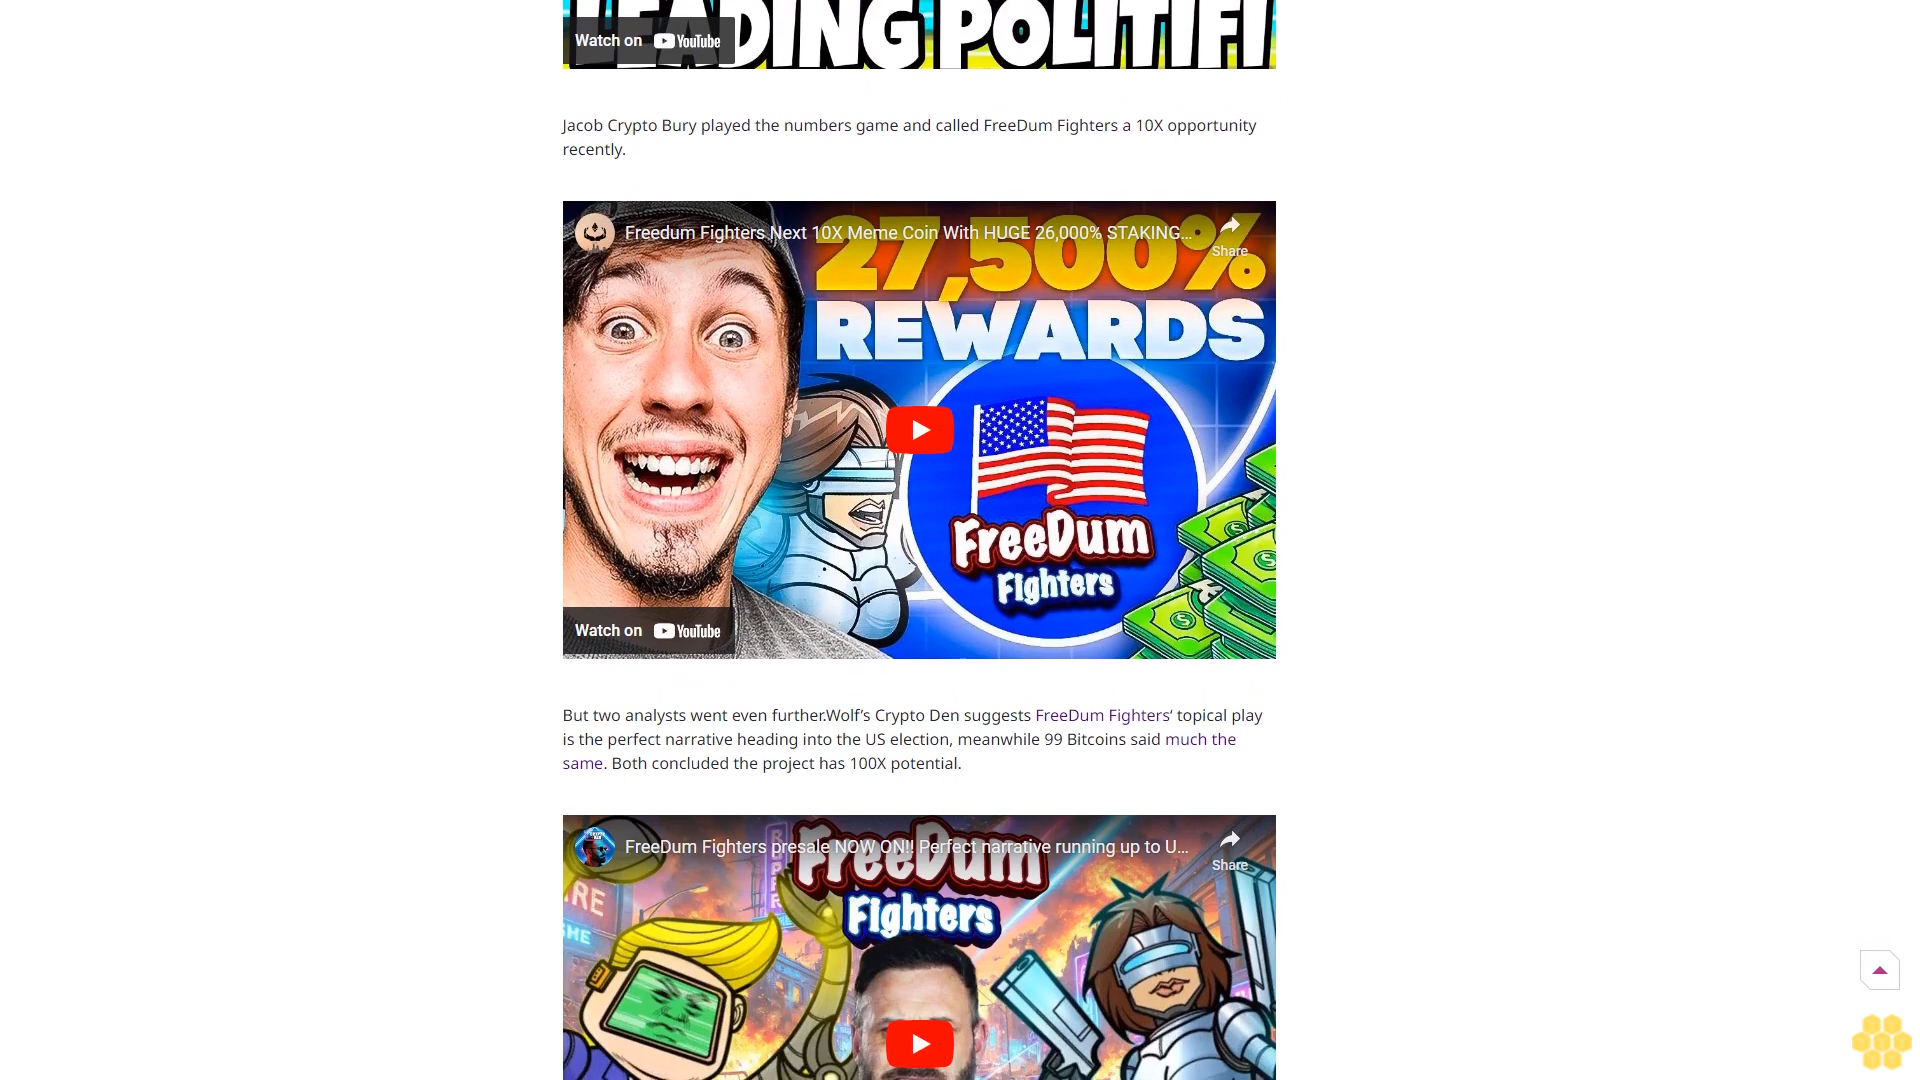 LEADING POLITIFI
Watch on YouTube
Jacob Crypto Bury played the numbers game and called FreeDum Fighters a 10X opportunity
recently.
Freedum Fighters Next 10X Meme Coin With HUGE 26,000% STAKING...
Share
27,500%
REWARDS
FreeDum
Fighters
Watch on YouTube
But two analysts went even further.Wolf’s Crypto Den suggests FreeDum Fighters‘ topical play
is the perfect narrative heading into the US election, meanwhile 99 Bitcoins said much the
same. Both concluded the project has 100X potential.
FreeDum Fighters presale NOW ON!! Perfect narrative running up to U...
Share
FreeDum
Fighters